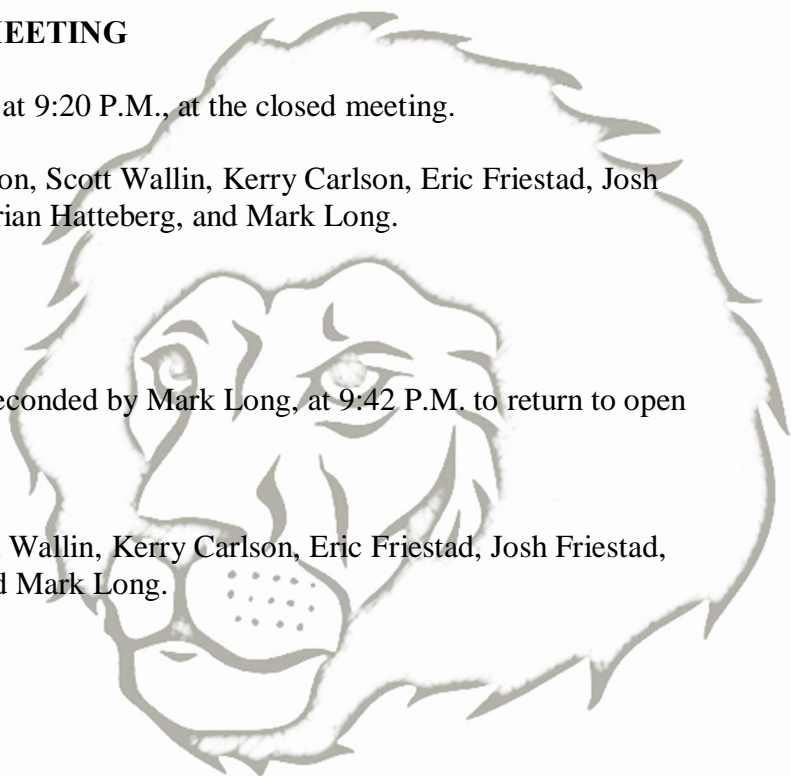 MEETING
at 9:20 P.M., at the closed meeting.
on, Scott Wallin, Kerry Carlson, Eric Friestad, Josh
rian Hatteberg, and Mark Long.
econded by Mark Long, at 9:42 P.M. to return to open
Wallin, Kerry Carlson, Eric Friestad, Josh Friestad,
d Mark Long.